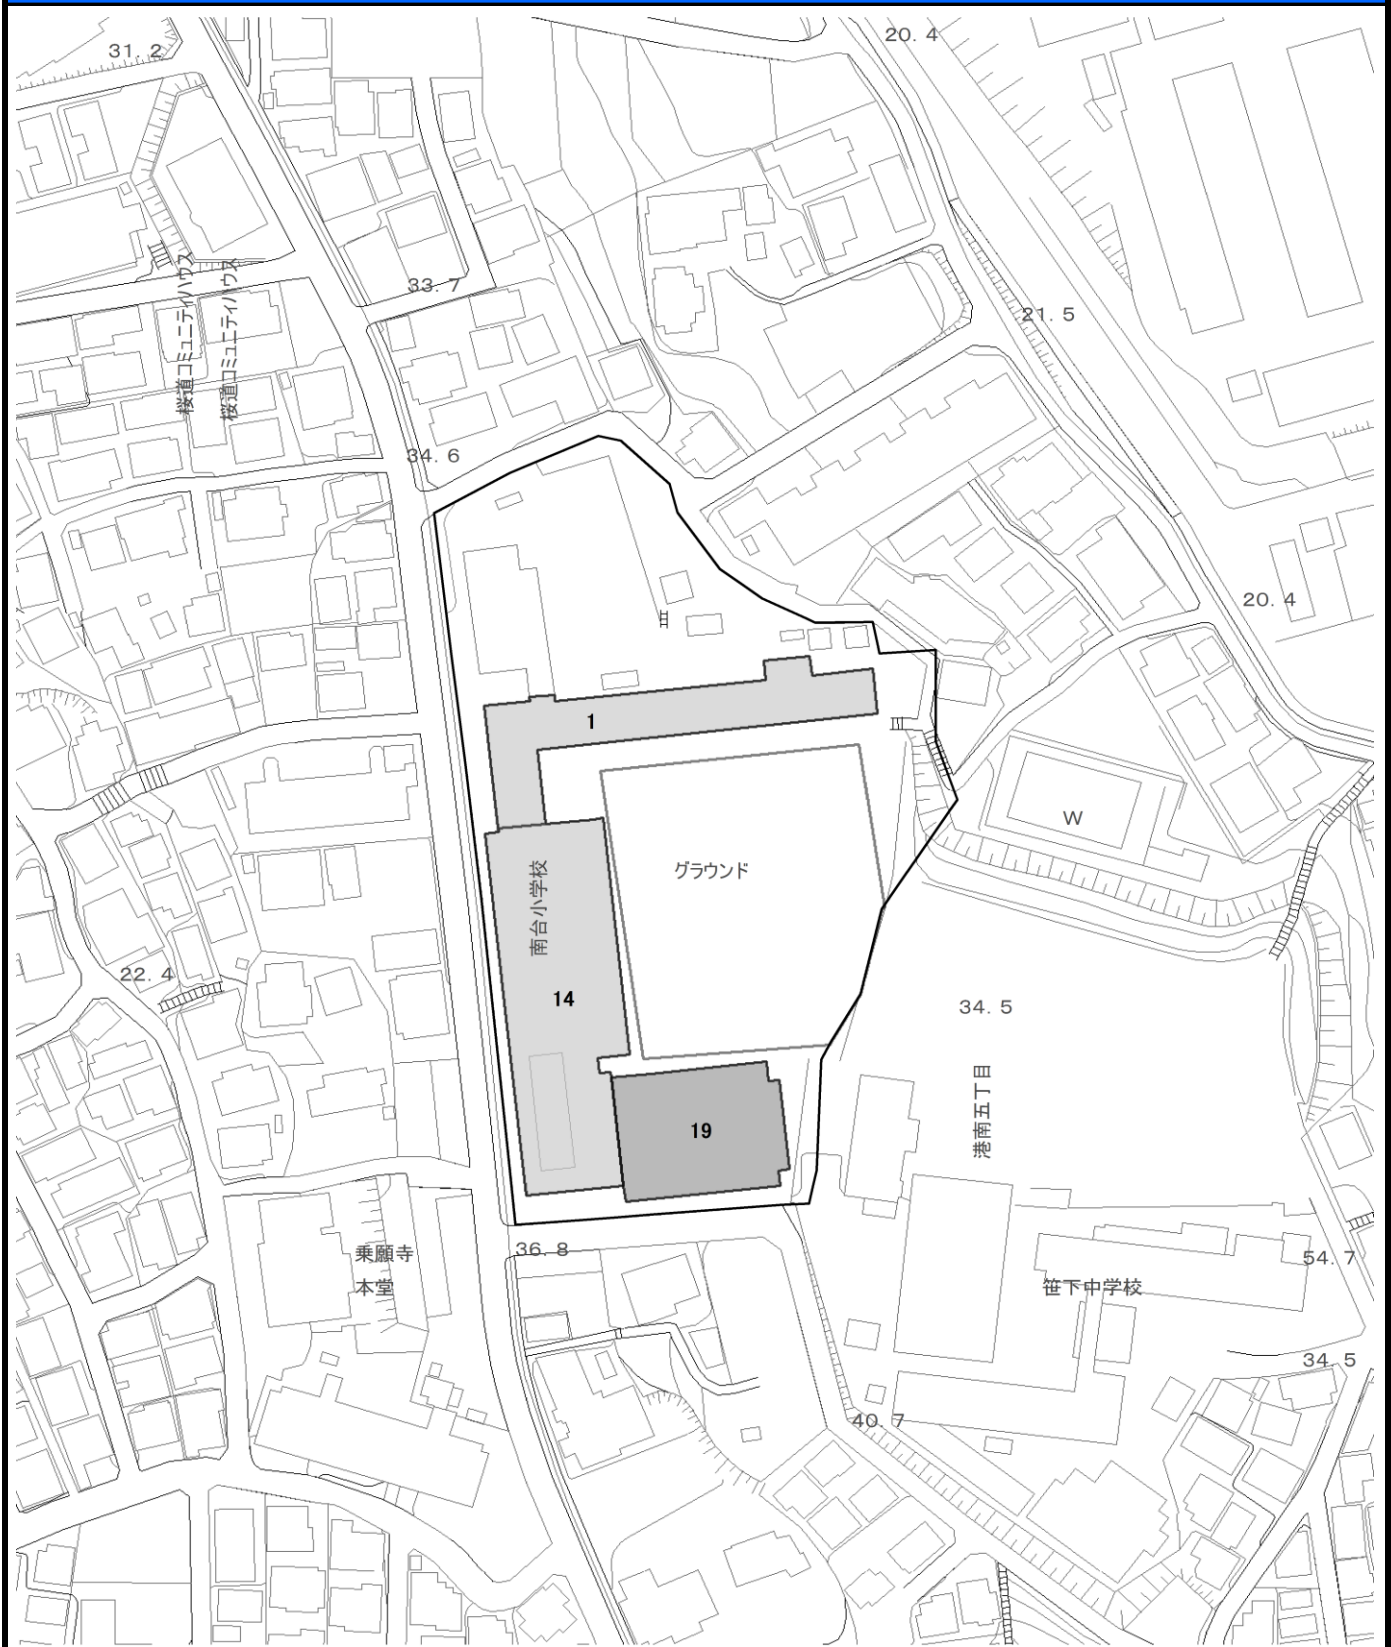 31. 2
20. 4
33. 7
21. 5
桜道コミュニティハウス
桜道コミュニティハウス
34. 6
20. 4
1
W
グラウンド
南台小学校
22. 4
14
34. 5
港南五丁目
19
36. 8
乗願寺
本堂
54. 7
笹下中学校
34. 5
40. 7